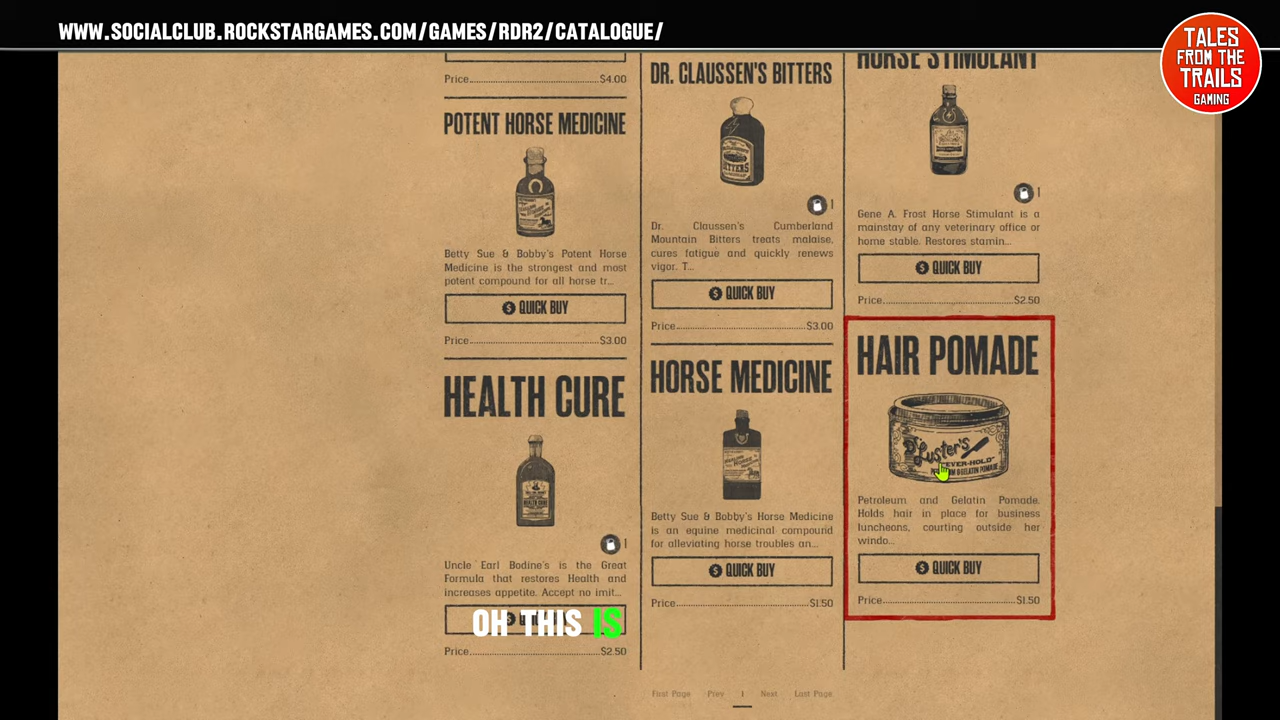 WWW.SOCIALCLUB.ROCKSTARGAMES.COM/GAMES/RDR2/CATALOGUE/
TALES
FROM THE
TRAILS
GAMING
Price $4.00
POTENT HORSE MEDICINE
Betty Sue & Bobby's Potent Horse
Medicine is the strongest and most
potent compound for all horse tr...
$ QUICK BUY
Price $3.00
HEALTH CURE
1
Uncle Earl Bodine's is the Great
Formula that restores Health and
increases appetite. Accept no imit...
Price $2.50
DR. CLAUSSEN'S BITTERS
BITTERS
1
Dr. Claussen's Cumberland
Mountain Bitters treats malaise,
cures fatigue and quickly renews
vigor. T...
$ QUICK BUY
Price $3.00
HORSE MEDICINE
Betty Sue & Bobby's Horse Medicine
is an equine medicinal compound
for alleviating horse troubles an...
$ QUICK BUY
Price $1.50
HORSE STIMULANT
1
Gene A. Frost Horse Stimulant is a
mainstay of any veterinary office or
home stable. Restores stamin...
$ QUICK BUY
Price $2.50
HAIR POMADE
Luster's
& GELATIN POMADE
Petroleum and Gelatin Pomade.
Holds hair in place for business
luncheons, courting outside her
windo...
$ QUICK BUY
Price $1.50
OH THIS IS
First Page Prev 1 Next Last Page